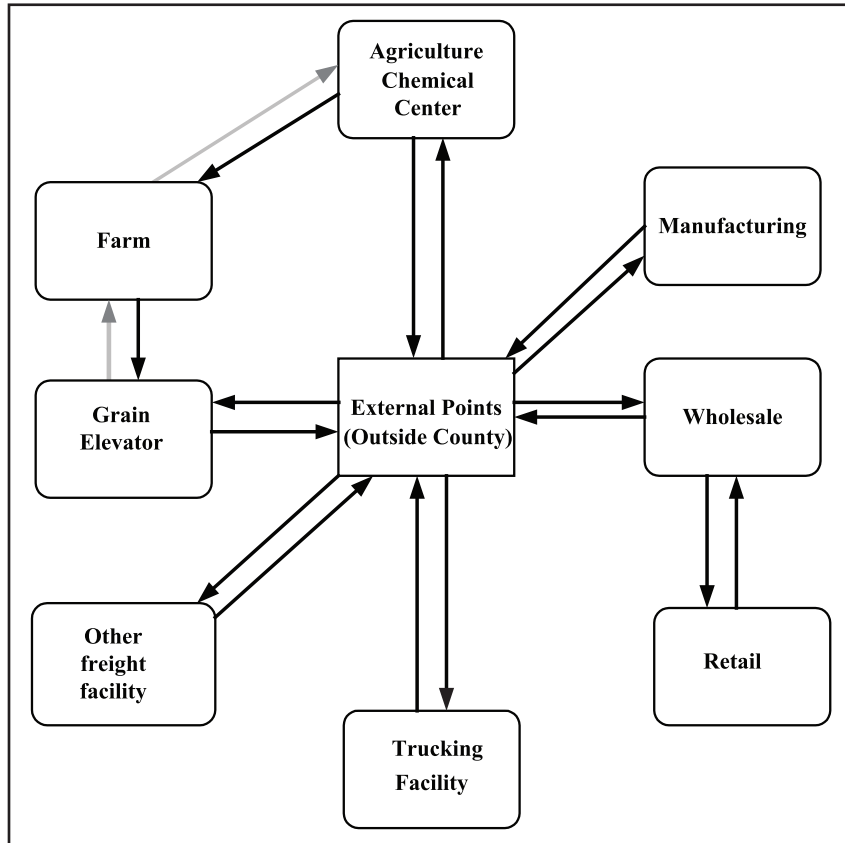 Agriculture
Chemical
Center
Farm
Manufacturing
Grain
Elevator
External Points
(Outside County)
Wholesale
Other
freight
facility
Retail
Trucking
Facility